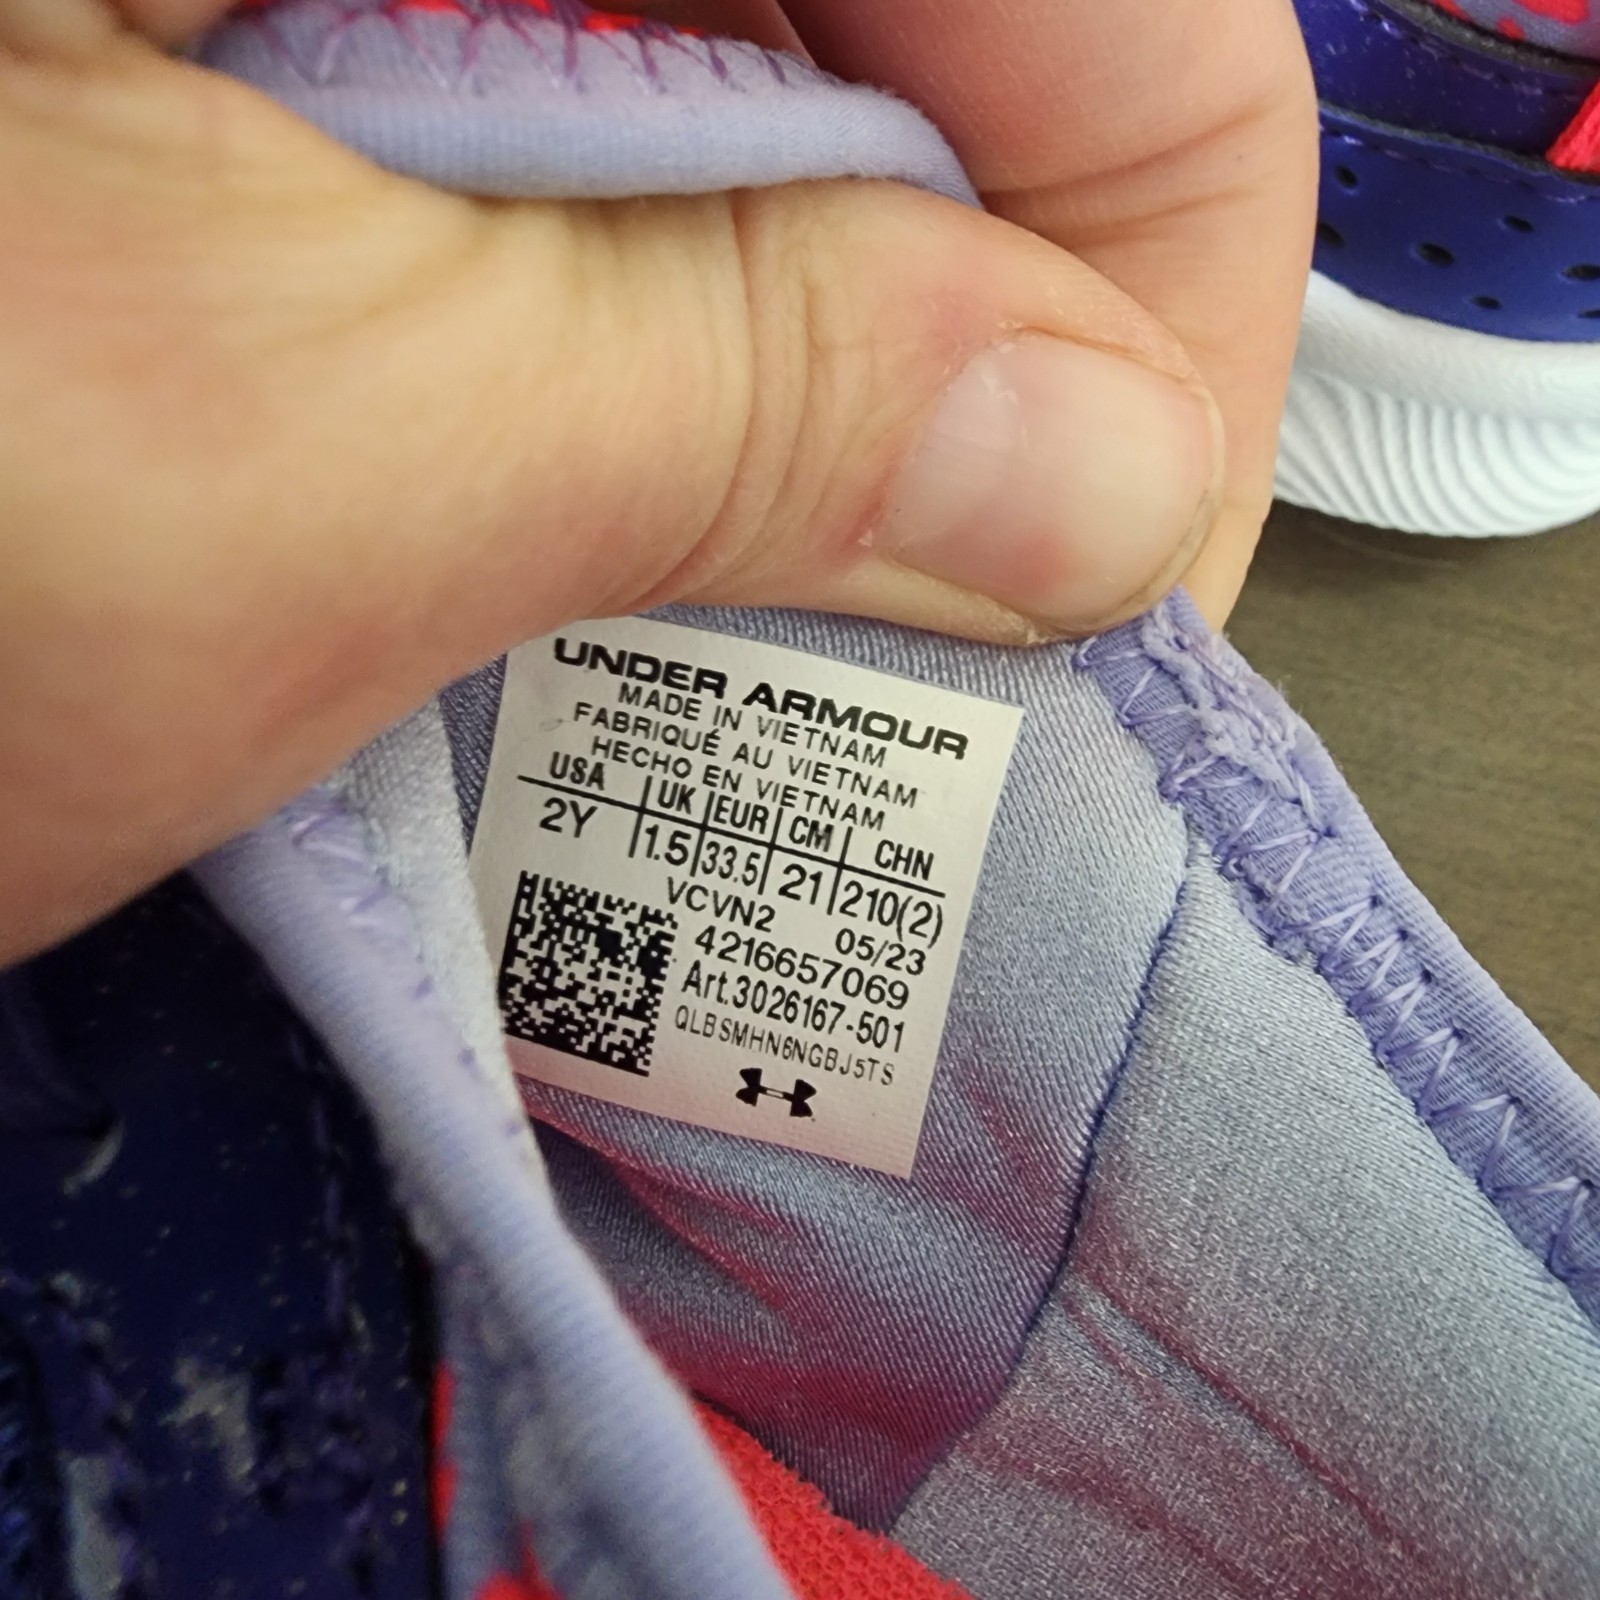 UNDER ARMOUR
MADE IN VIETNAM
FABRIQUÉ AU VIETNAM
HECHO EN VIETNAM
USA UK EUR CM CHN
2Y 1.5 33.5 21 210(2)
VCVN2 05/23
4216657069
Art.3026167-501
QLBSMHN6NGBJ5TS